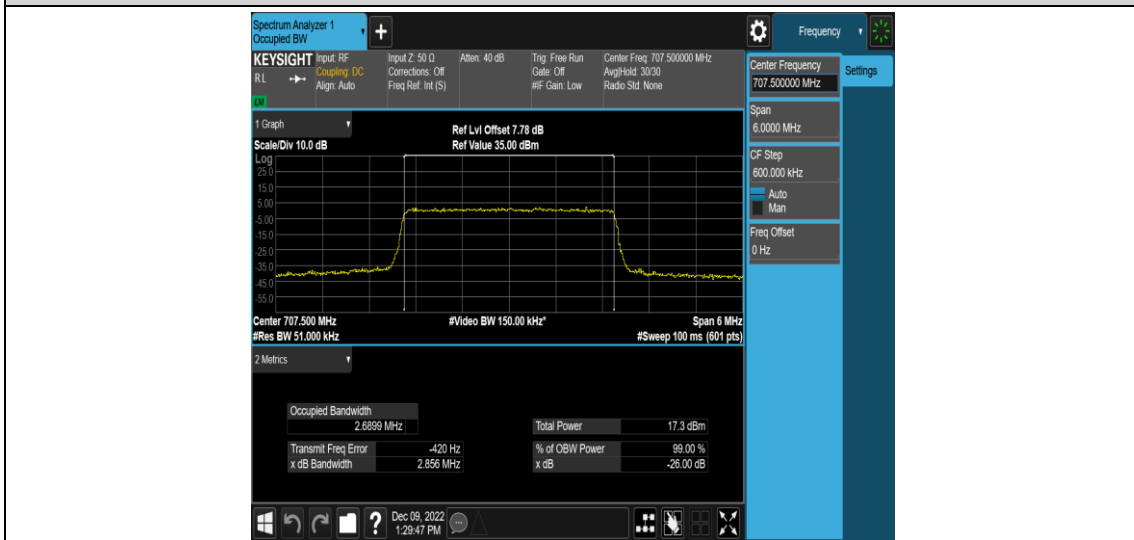 Spectrum Analyzer 1
Occupied BW
+
Frequency
KEYSIGHT
RL
Input: RF
Coupling: DC
Align: Auto
Input Z: 50 Ω
Corrections: Off
Freq Ref: Int (S)
Atten: 40 dB
Trig: Free Run
Gate: Off
#IF Gain: Low
Center Freq: 707.500000 MHz
Avg|Hold: 30/30
Radio Std: None
Center Frequency
707.500000 MHz
Settings
Span
6.0000 MHz
CF Step
600.000 kHz
Auto
Man
Freq Offset
0 Hz
1 Graph
Scale/Div 10.0 dB
Ref Lvl Offset 7.78 dB
Ref Value 35.00 dBm
Log
25.0
15.0
5.00
-5.00
-15.0
-25.0
-35.0
-45.0
-55.0
Center 707.500 MHz
#Video BW 150.00 kHz*
Span 6 MHz
#Res BW 51.000 kHz
#Sweep 100 ms (601 pts)
2 Metrics
Occupied Bandwidth
2.6899 MHz
Total Power 17.3 dBm
Transmit Freq Error -420 Hz
% of OBW Power 99.00 %
x dB Bandwidth 2.856 MHz
x dB -26.00 dB
?
Dec 09, 2022
1:29:47 PM